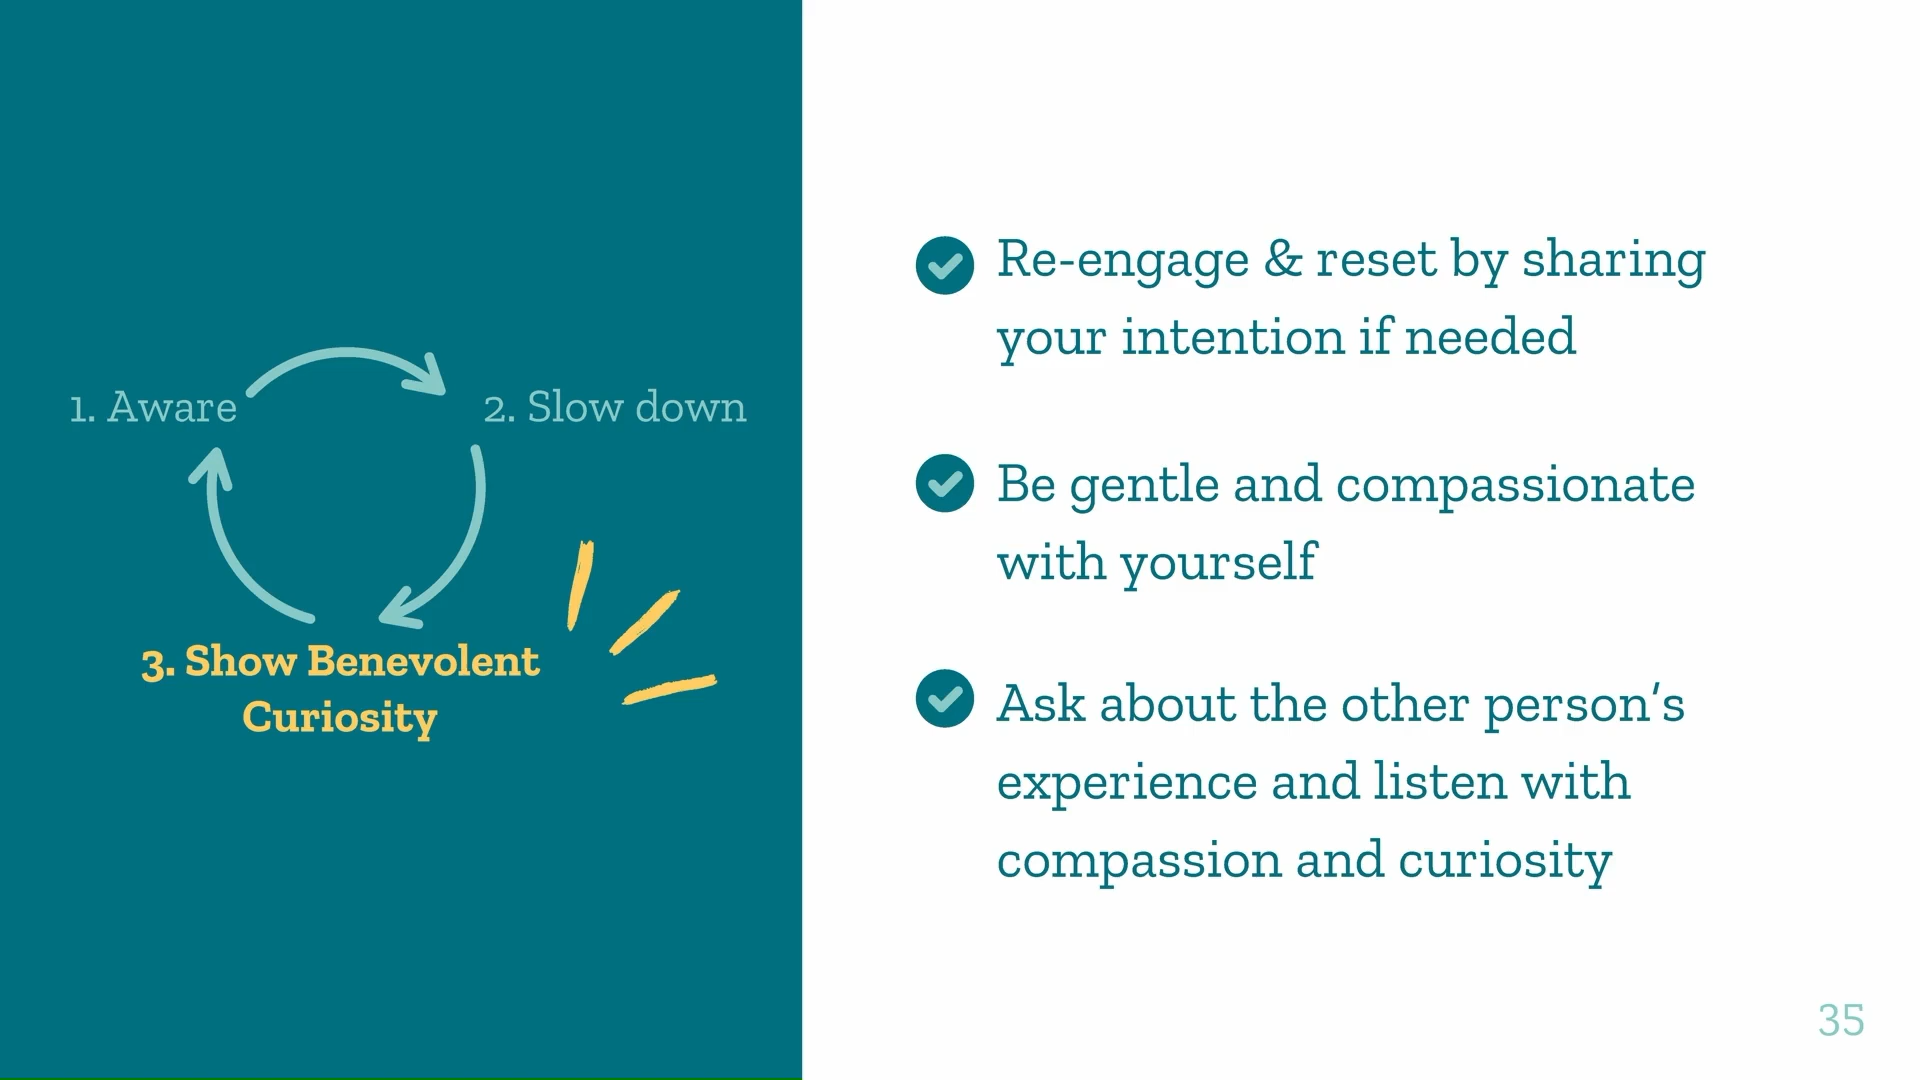 1. Aware
2. Slow down
3. Show Benevolent
Curiosity
Re-engage & reset by sharing
your intention if needed
Be gentle and compassionate
with yourself
Ask about the other person’s
experience and listen with
compassion and curiosity
35